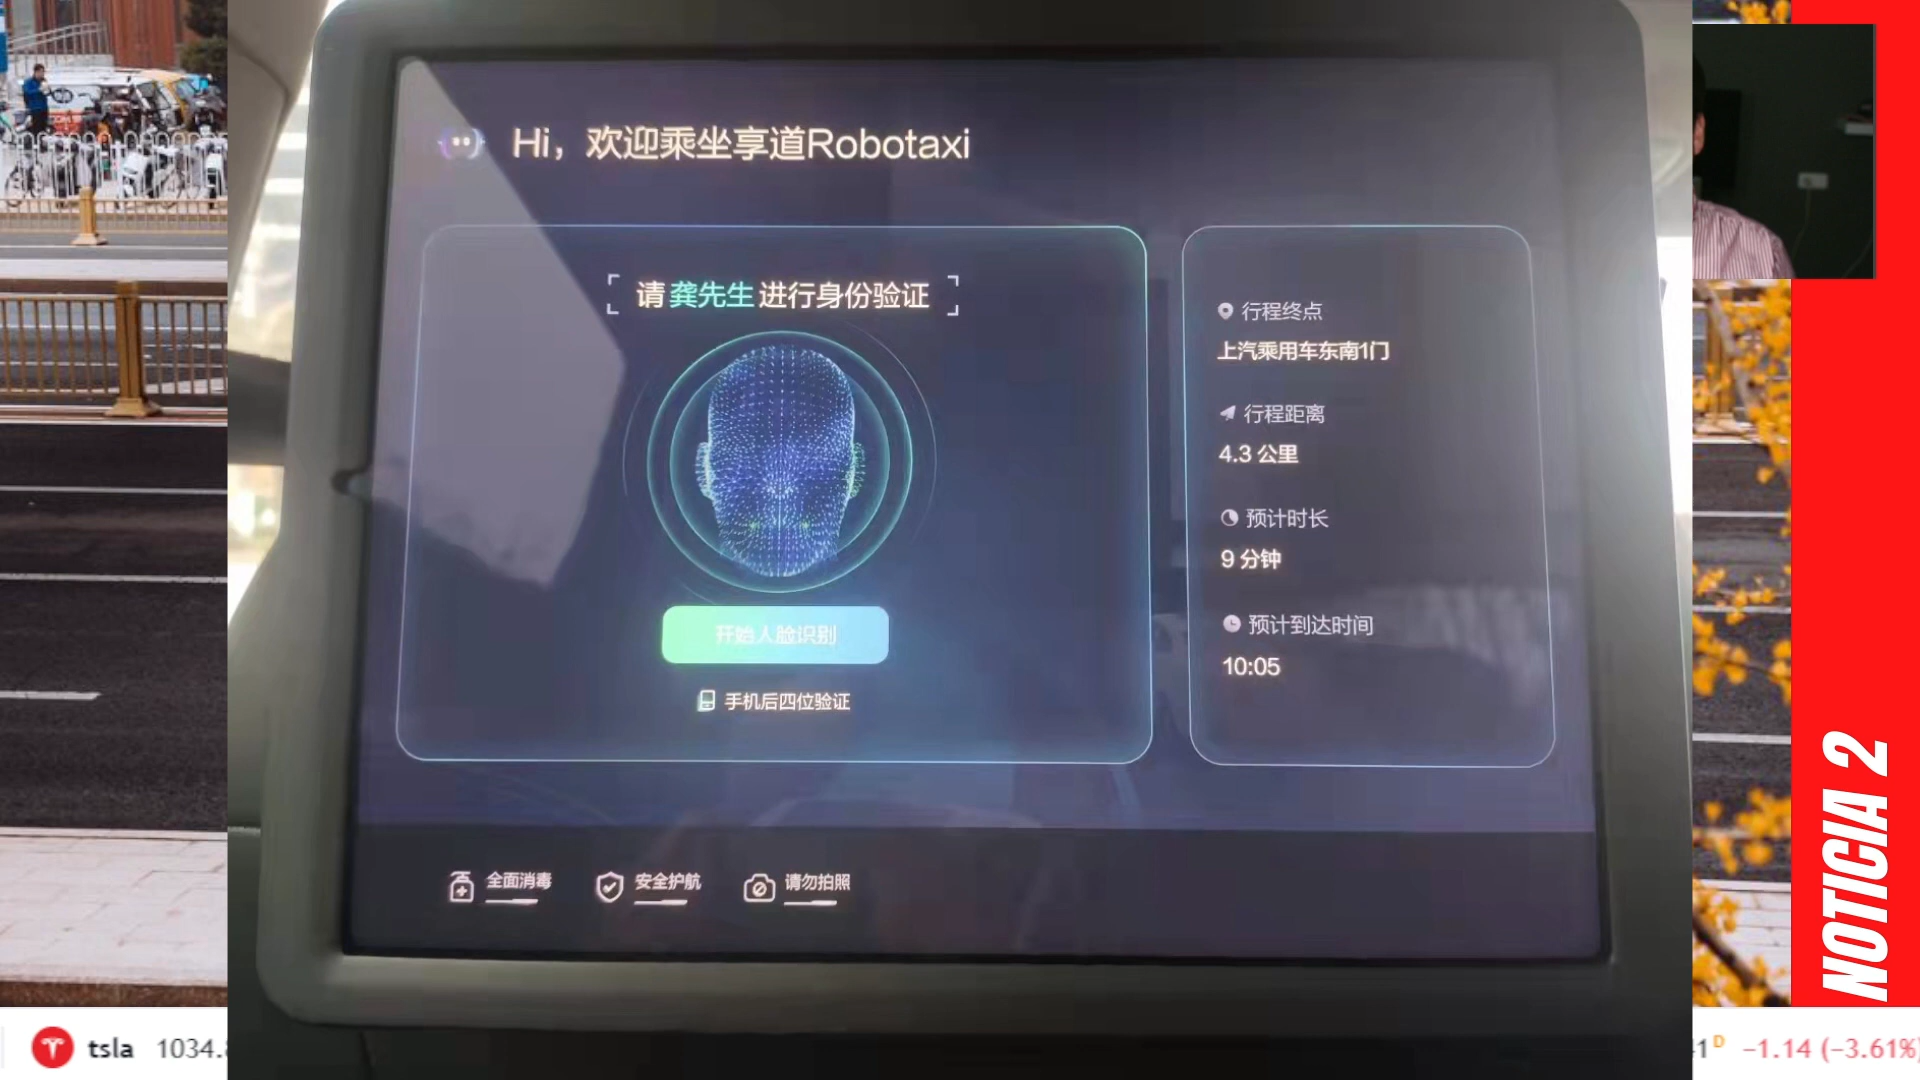 Hi，欢迎乘坐享道Robotaxi
请龚先生进行身份验证
开始人脸识别
手机后四位验证
行程终点
上汽乘用车东南1门
行程距离
4.3 公里
预计时长
9 分钟
预计到达时间
10:05
全面消毒
安全护航
请勿拍照
NOTICIA 2
tsla 1034.
D −1.14 (−3.61%)